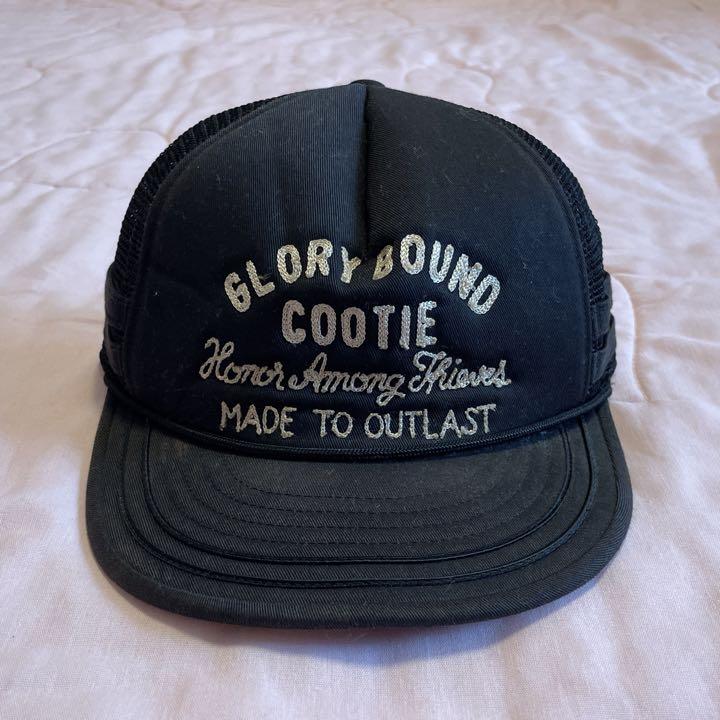 GLORY BOUND
COOTIE
Honor Among Thieves
MADE TO OUTLAST